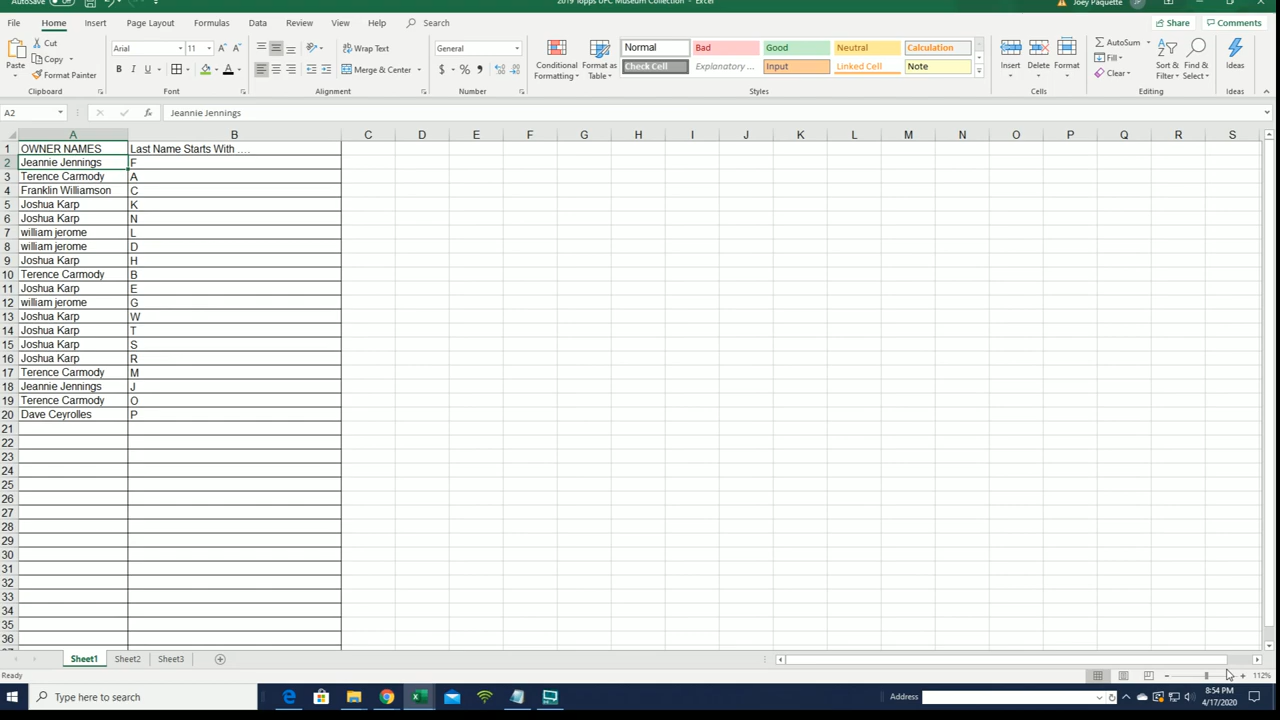 AutoSave Off 2019 Topps UFC Museum Collection - Excel Joey Paquette JP
File Home Insert Page Layout Formulas Data Review View Help Search Share Comments
Paste Cut Copy Format Painter Clipboard
Arial 11 A A B I U A Font
Wrap Text Merge & Center Alignment
General $ % , Number
Conditional Formatting Format as Table
Normal Bad Good Neutral Calculation
Check Cell Explanatory ... Input Linked Cell Note
Styles
Insert Delete Format Cells
AutoSum Fill Clear Sort & Filter Find & Select Editing
Ideas Ideas
A2 fx Jeannie Jennings
A B C D E F G H I J K L M N O P Q R S
1 OWNER NAMES Last Name Starts With ....
2 Jeannie Jennings F
3 Terence Carmody A
4 Franklin Williamson C
5 Joshua Karp K
6 Joshua Karp N
7 william jerome L
8 william jerome D
9 Joshua Karp H
10 Terence Carmody B
11 Joshua Karp E
12 william jerome G
13 Joshua Karp W
14 Joshua Karp T
15 Joshua Karp S
16 Joshua Karp R
17 Terence Carmody M
18 Jeannie Jennings J
19 Terence Carmody O
20 Dave Ceyrolles P
21
22
23
24
25
26
27
28
29
30
31
32
33
34
35
36
Sheet1 Sheet2 Sheet3
Ready 112%
Type here to search Address 8:54 PM
4/17/2020